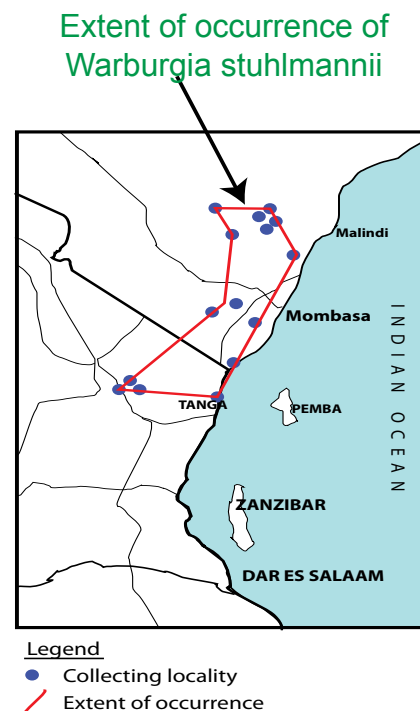 Extent of occurrence of
Warburgia stuhlmannii
Malindi
Mombasa
INDIAN OCEAN
TANGA
PEMBA
ZANZIBAR
DAR ES SALAAM
Legend
Collecting locality
Extent of occurrence